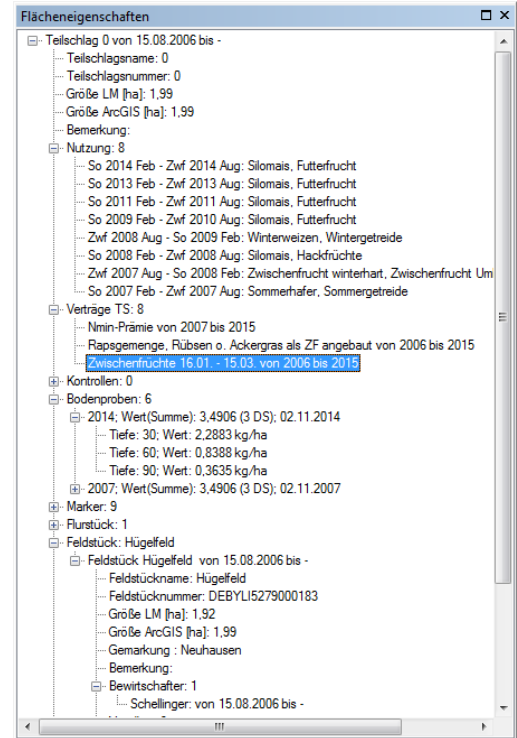 Flächeneigenschaften
Teilschlag 0 von 15.08.2006 bis -
Teilschlagsname: 0
Teilschlagsnummer: 0
Größe LM [ha]: 1,99
Größe ArcGIS [ha]: 1,99
Bemerkung:
Nutzung: 8
So 2014 Feb - Zwf 2014 Aug: Silomais, Futterfrucht
So 2013 Feb - Zwf 2013 Aug: Silomais, Futterfrucht
So 2011 Feb - Zwf 2011 Aug: Silomais, Futterfrucht
So 2009 Feb - Zwf 2010 Aug: Silomais, Futterfrucht
Zwf 2008 Aug - So 2009 Feb: Winterweizen, Wintergetreide
So 2008 Feb - Zwf 2008 Aug: Silomais, Hackfrüchte
Zwf 2007 Aug - So 2008 Feb: Zwischenfrucht winterhart, Zwischenfrucht Um
So 2007 Feb - Zwf 2007 Aug: Sommerhafer, Sommergetreide
Verträge TS: 8
Nmin-Prämie von 2007 bis 2015
Rapsgemenge, Rübsen o. Ackergras als ZF angebaut von 2006 bis 2015
Zwischenfrüchte 16.01. - 15.03. von 2006 bis 2015
Kontrollen: 0
Bodenproben: 6
2014; Wert(Summe): 3,4906 (3 DS); 02.11.2014
Tiefe: 30; Wert: 2,2883 kg/ha
Tiefe: 60; Wert: 0,8388 kg/ha
Tiefe: 90; Wert: 0,3635 kg/ha
2007; Wert(Summe): 3,4906 (3 DS); 02.11.2007
Marker: 9
Flurstück: 1
Feldstück: Hügelfeld
Feldstück Hügelfeld von 15.08.2006 bis -
Feldstückname: Hügelfeld
Feldstücknummer: DEBYLI5279000183
Größe LM [ha]: 1,92
Größe ArcGIS [ha]: 1,99
Gemarkung : Neuhausen
Bemerkung:
Bewirtschafter: 1
Schellinger: von 15.08.2006 bis -